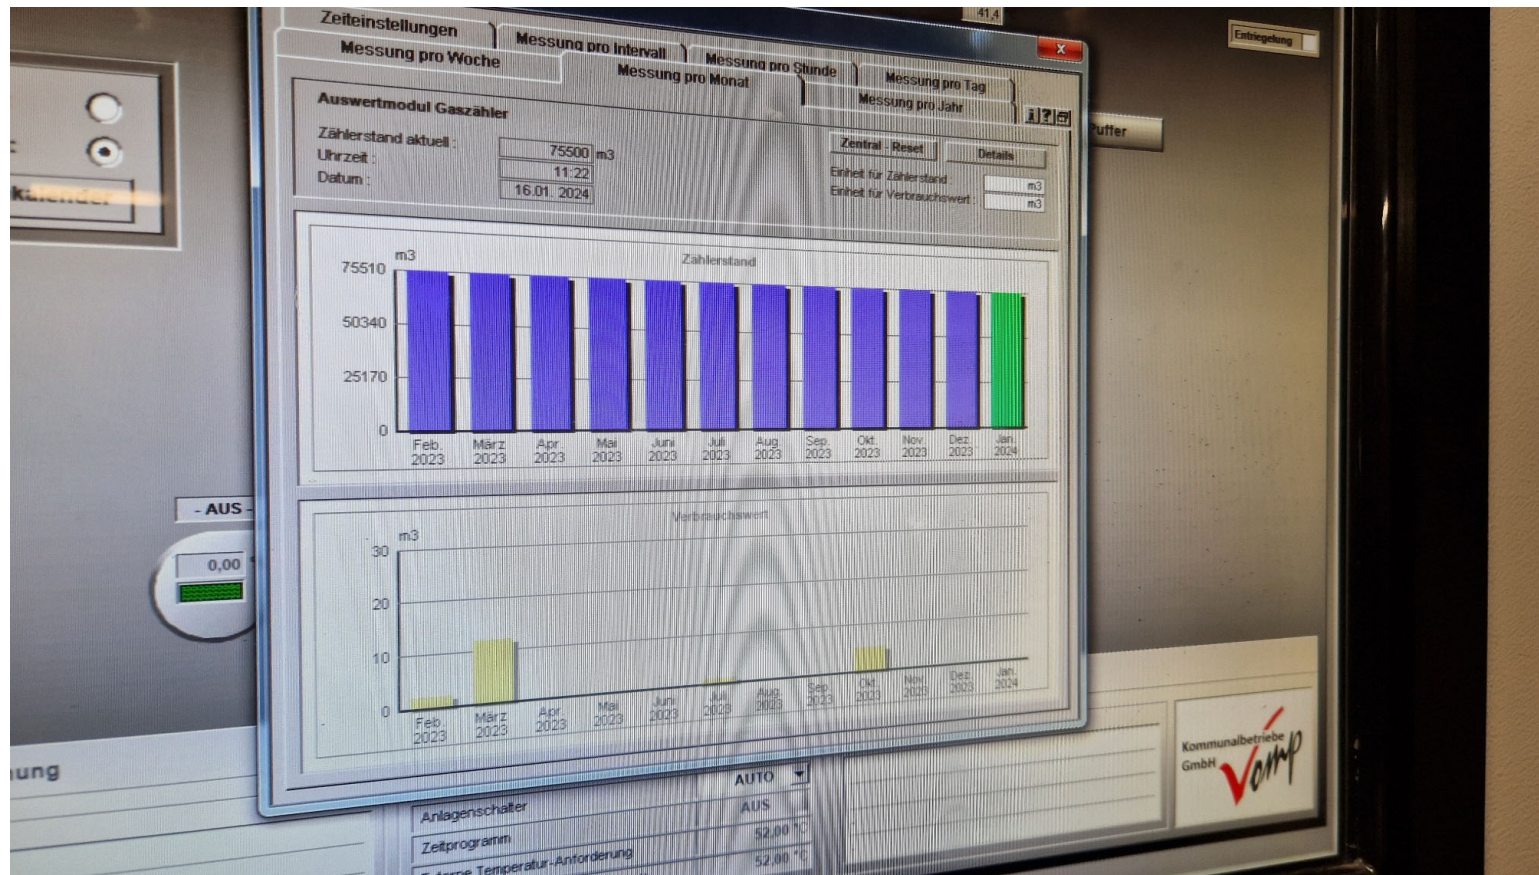 41,4
Entriegelung
Zeiteinstellungen
Messung pro Intervall
Messung pro Stunde
Messung pro Tag
X
Messung pro Woche
Messung pro Monat
Messung pro Jahr
i ?
Puffer
kalender
Auswertmodul Gaszähler
Zählerstand aktuell : 75500 m3
Uhrzeit : 11:22
Datum : 16.01. 2024
Zentral - Reset
Details
Einheit für Zählerstand : m3
Einheit für Verbrauchswert : m3
m3
Zählerstand
75510
50340
25170
0
Feb. März Apr. Mai Juni Juli Aug. Sep. Okt. Nov. Dez. Jan.
2023 2023 2023 2023 2023 2023 2023 2023 2023 2023 2023 2024
- AUS -
0,00
m3
Verbrauchswert
30
20
10
0
Feb. März Apr. Mai Juni Juli Aug. Sep. Okt. Nov. Dez. Jan.
2023 2023 2023 2023 2023 2023 2023 2023 2023 2023 2023 2024
ung
AUTO
Anlagenschalter AUS
Zeitprogramm 52,00 °C
Externe Temperatur-Anforderung 52,00 °C
Kommunalbetriebe
GmbH
Vomp